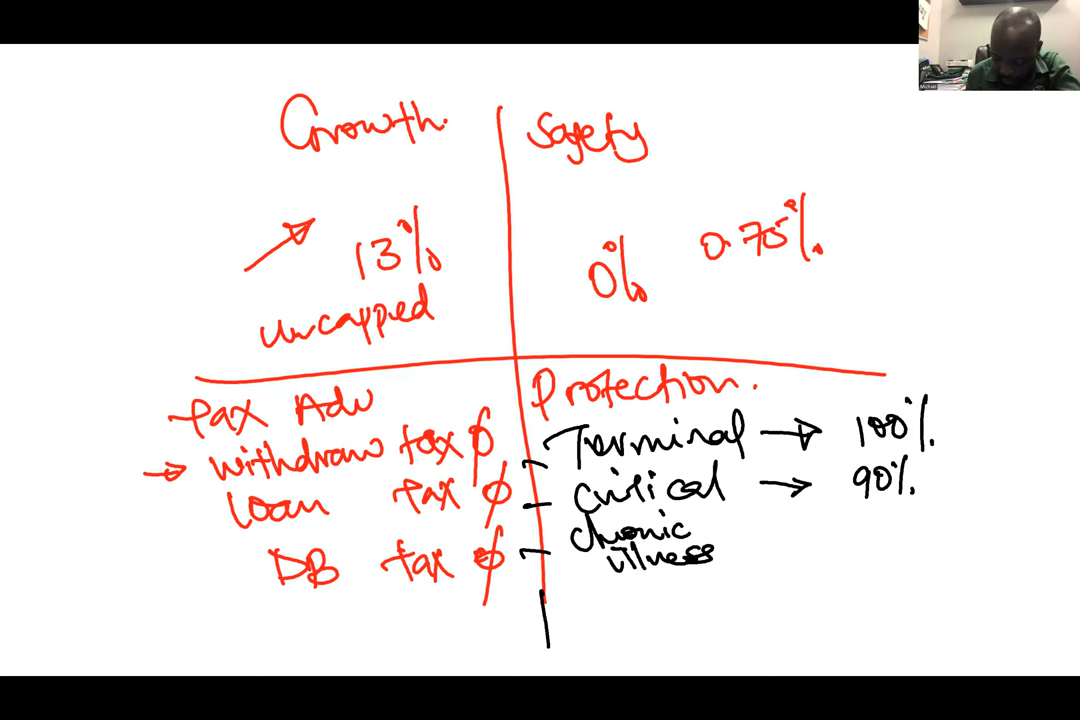 Growth.
Safety
13%
uncapped
0%
0.75%.
Tax Adv
withdraw tax ϕ
loan tax ϕ
DB tax ϕ
Protection.
Terminal → 100%.
Critical → 90%.
Chronic
illness
Michael